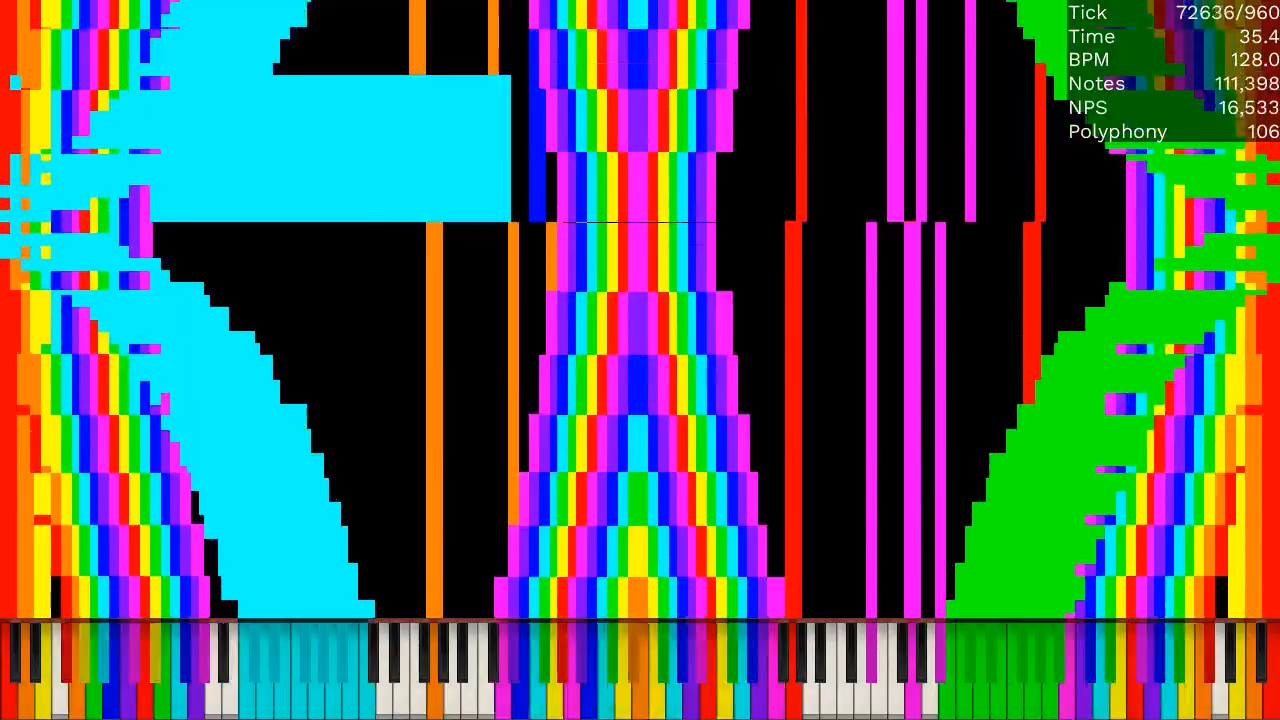 Tick 72636/960
Time 35.4
BPM 128.0
Notes 111,398
NPS 16,533
Polyphony 106